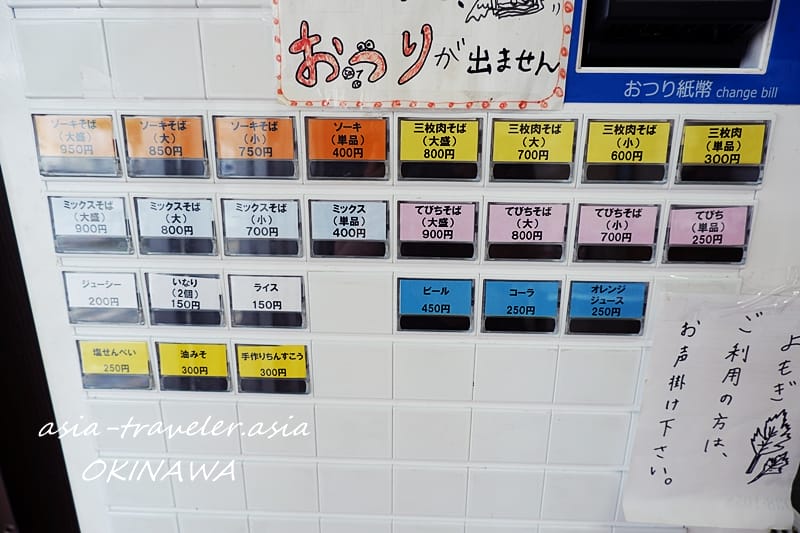 おつりが出ません
おつり紙幣 change bill
ソーキそば
(大盛)
950円
ソーキそば
(大)
850円
ソーキそば
(小)
750円
ソーキ
(単品)
400円
三枚肉そば
(大盛)
800円
三枚肉そば
(大)
700円
三枚肉そば
(小)
600円
三枚肉
(単品)
300円
ミックスそば
(大盛)
900円
ミックスそば
(大)
800円
ミックスそば
(小)
700円
ミックス
(単品)
400円
てびちそば
(大盛)
900円
てびちそば
(大)
800円
てびちそば
(小)
700円
てびち
(単品)
250円
ジューシー
200円
いなり
(2個)
150円
ライス
150円
ビール
450円
コーラ
250円
オレンジ
ジュース
250円
塩せんべい
250円
油みそ
300円
手作りちんすこう
300円
よもぎ
ご利用の方は、
お声掛け下さい。
asia-traveler.asia
OKINAWA